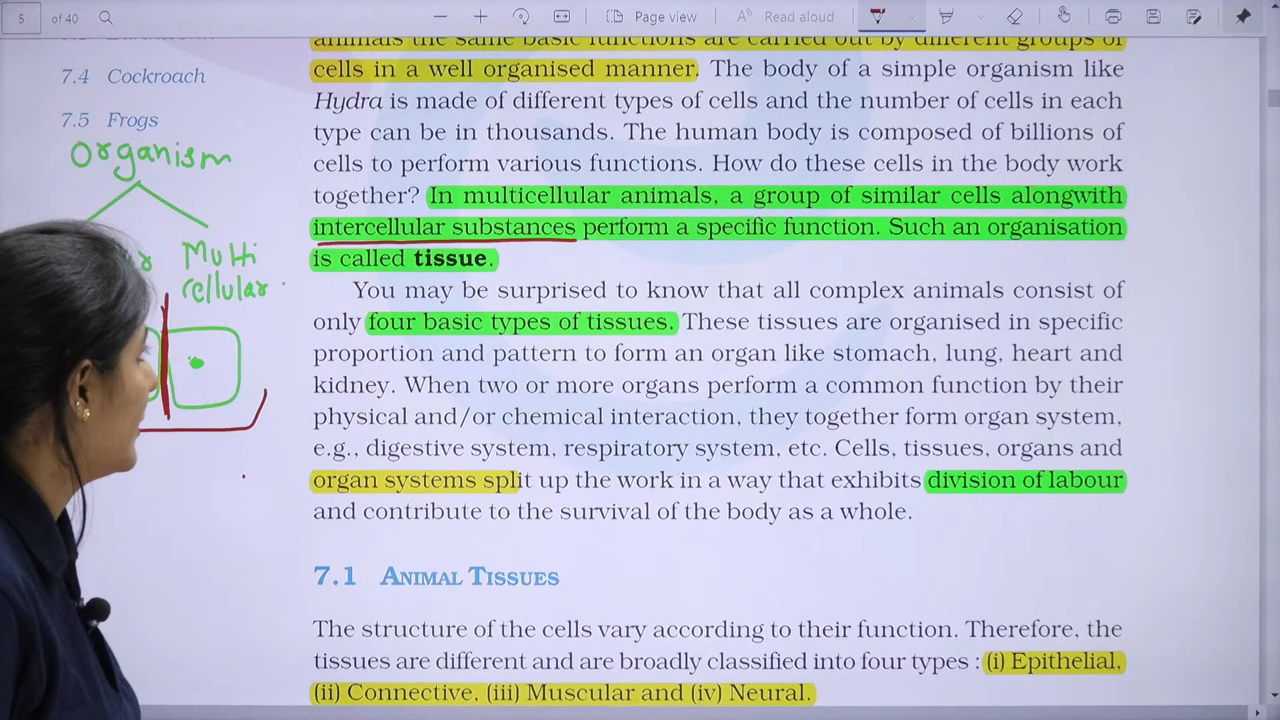 5 of 40 Page view Read aloud
animals the same basic functions are carried out by different groups of
cells in a well organised manner. The body of a simple organism like
7.4 Cockroach
Hydra is made of different types of cells and the number of cells in each
7.5 Frogs
type can be in thousands. The human body is composed of billions of
Organism
cells to perform various functions. How do these cells in the body work
together? In multicellular animals, a group of similar cells alongwith
intercellular substances perform a specific function. Such an organisation
Multi
is called tissue.
cellular
You may be surprised to know that all complex animals consist of
only four basic types of tissues. These tissues are organised in specific
proportion and pattern to form an organ like stomach, lung, heart and
kidney. When two or more organs perform a common function by their
physical and/or chemical interaction, they together form organ system,
e.g., digestive system, respiratory system, etc. Cells, tissues, organs and
organ systems split up the work in a way that exhibits division of labour
and contribute to the survival of the body as a whole.
7.1 ANIMAL TISSUES
The structure of the cells vary according to their function. Therefore, the
tissues are different and are broadly classified into four types : (i) Epithelial,
(ii) Connective, (iii) Muscular and (iv) Neural.